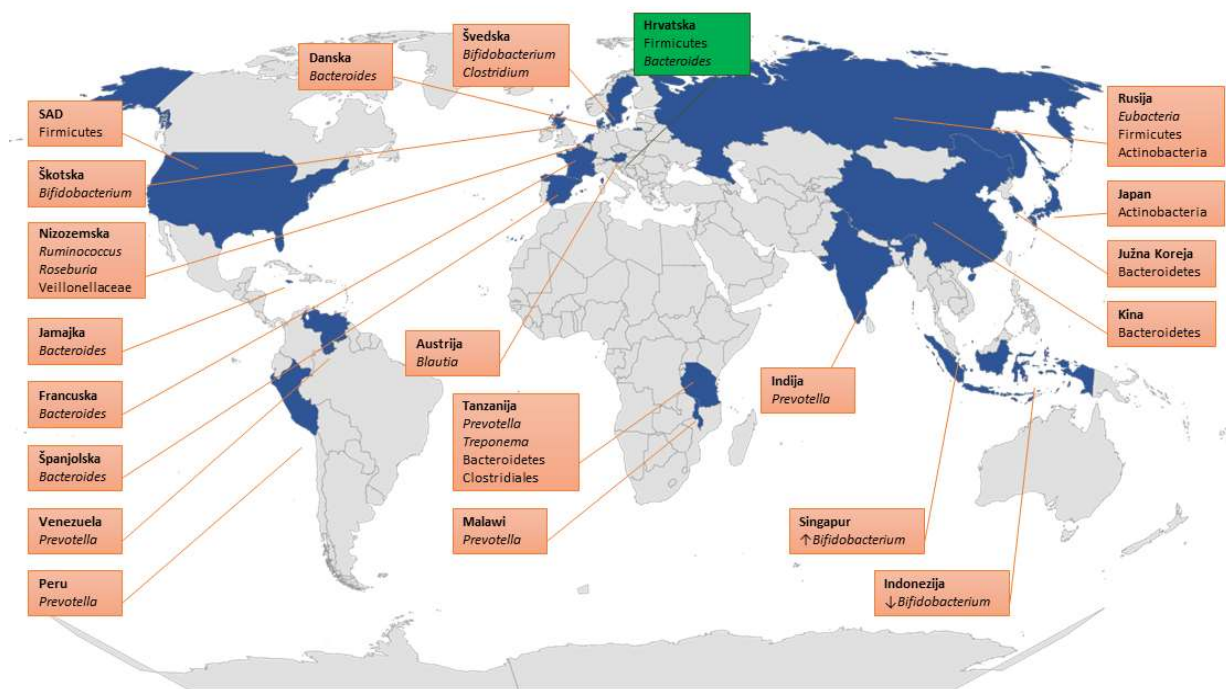 Hrvatska
Firmicutes
Bacteroides
Švedska
Bifidobacterium
Clostridium
Danska
Bacteroides
SAD
Firmicutes
Škotska
Bifidobacterium
Nizozemska
Ruminococcus
Roseburia
Veillonellaceae
Jamajka
Bacteroides
Francuska
Bacteroides
Španjolska
Bacteroides
Venezuela
Prevotella
Peru
Prevotella
Austrija
Blautia
Tanzanija
Prevotella
Treponema
Bacteroidetes
Clostridiales
Malawi
Prevotella
Indija
Prevotella
Rusija
Eubacteria
Firmicutes
Actinobacteria
Japan
Actinobacteria
Južna Koreja
Bacteroidetes
Kina
Bacteroidetes
Singapur
↑Bifidobacterium
Indonezija
↓Bifidobacterium